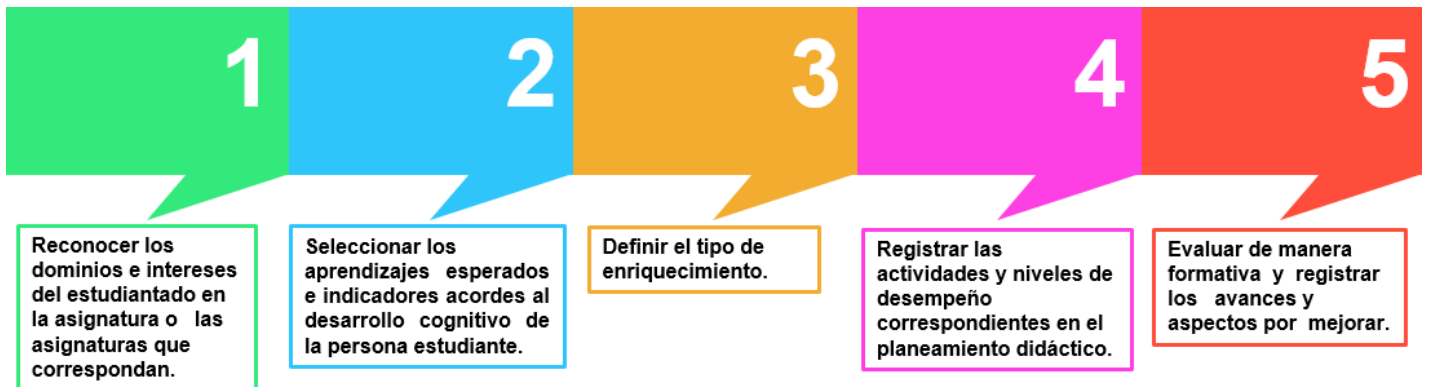 1
Reconocer los
dominios e intereses
del estudiantado en
la asignatura o las
asignaturas que
correspondan.
2
Seleccionar los
aprendizajes esperados
e indicadores acordes al
desarrollo cognitivo de
la persona estudiante.
3
Definir el tipo de
enriquecimiento.
4
Registrar las
actividades y niveles de
desempeño
correspondientes en el
planeamiento didáctico.
5
Evaluar de manera
formativa y registrar
los avances y
aspectos por mejorar.